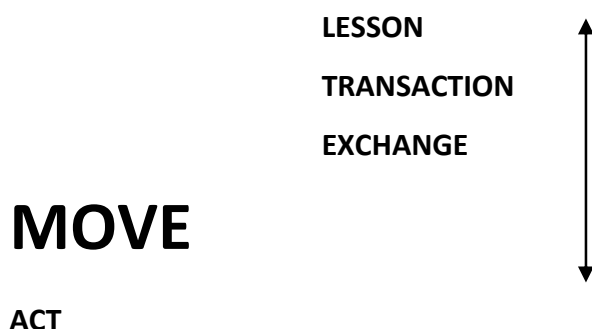 LESSON
TRANSACTION
EXCHANGE
MOVE
ACT